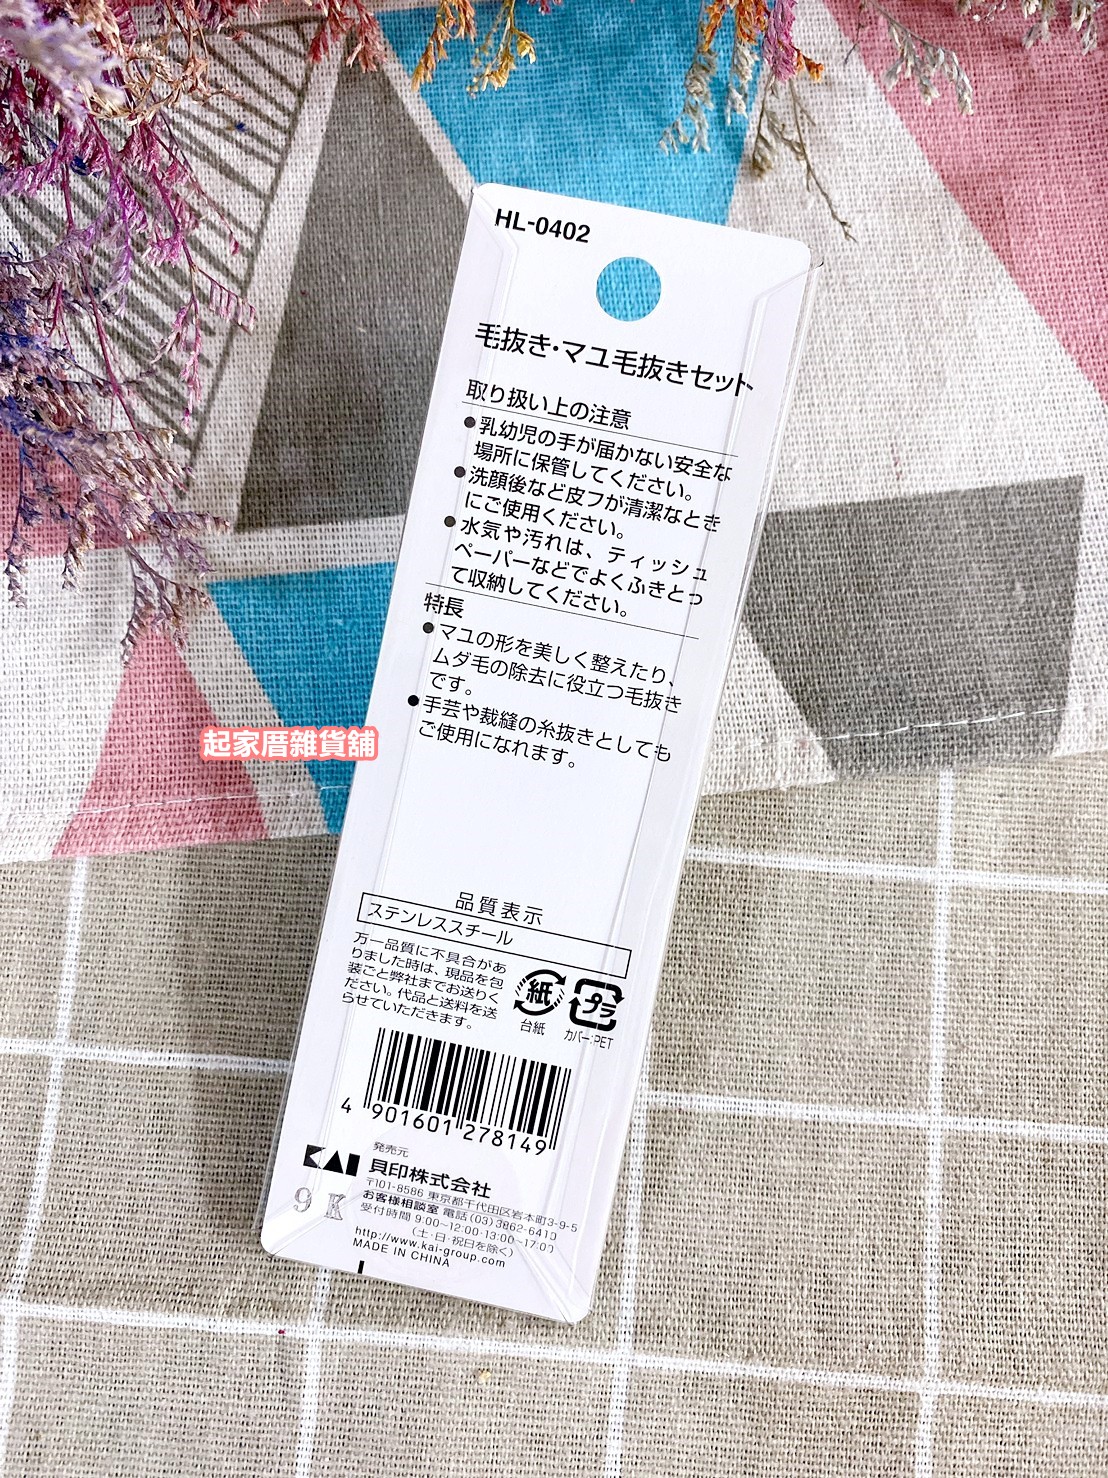 HL-0402
毛抜き・マユ毛抜きセット
取り扱い上の注意
●乳幼児の手が届かない安全な
場所に保管してください。
●洗顔後など皮フが清潔なとき
にご使用ください。
●水気や汚れは、ティッシュ
ペーパーなどでよくふきとっ
て収納してください。
特長
●マユの形を美しく整えたり、
ムダ毛の除去に役立つ毛抜き
です。
●手芸や裁縫の糸抜きとしても
ご使用になれます。
起家厝雜貨舖
品質表示
ステンレススチール
万一品質に不具合があ
りました時は、現品を包
装ごと弊社までお送りく
ださい。代品と送料を送
らせていただきます。
紙
台紙
プラ
カバー:PET
4 901601 278149
KAI
発売元
貝印株式会社
〒101-8586 東京都千代田区岩本町3-9-5
お客様相談室 電話(03)3862-6410
受付時間 9:00~12:00・13:00~17:00
(土・日・祝日を除く)
http://www.kai-group.com
MADE IN CHINA
9 K